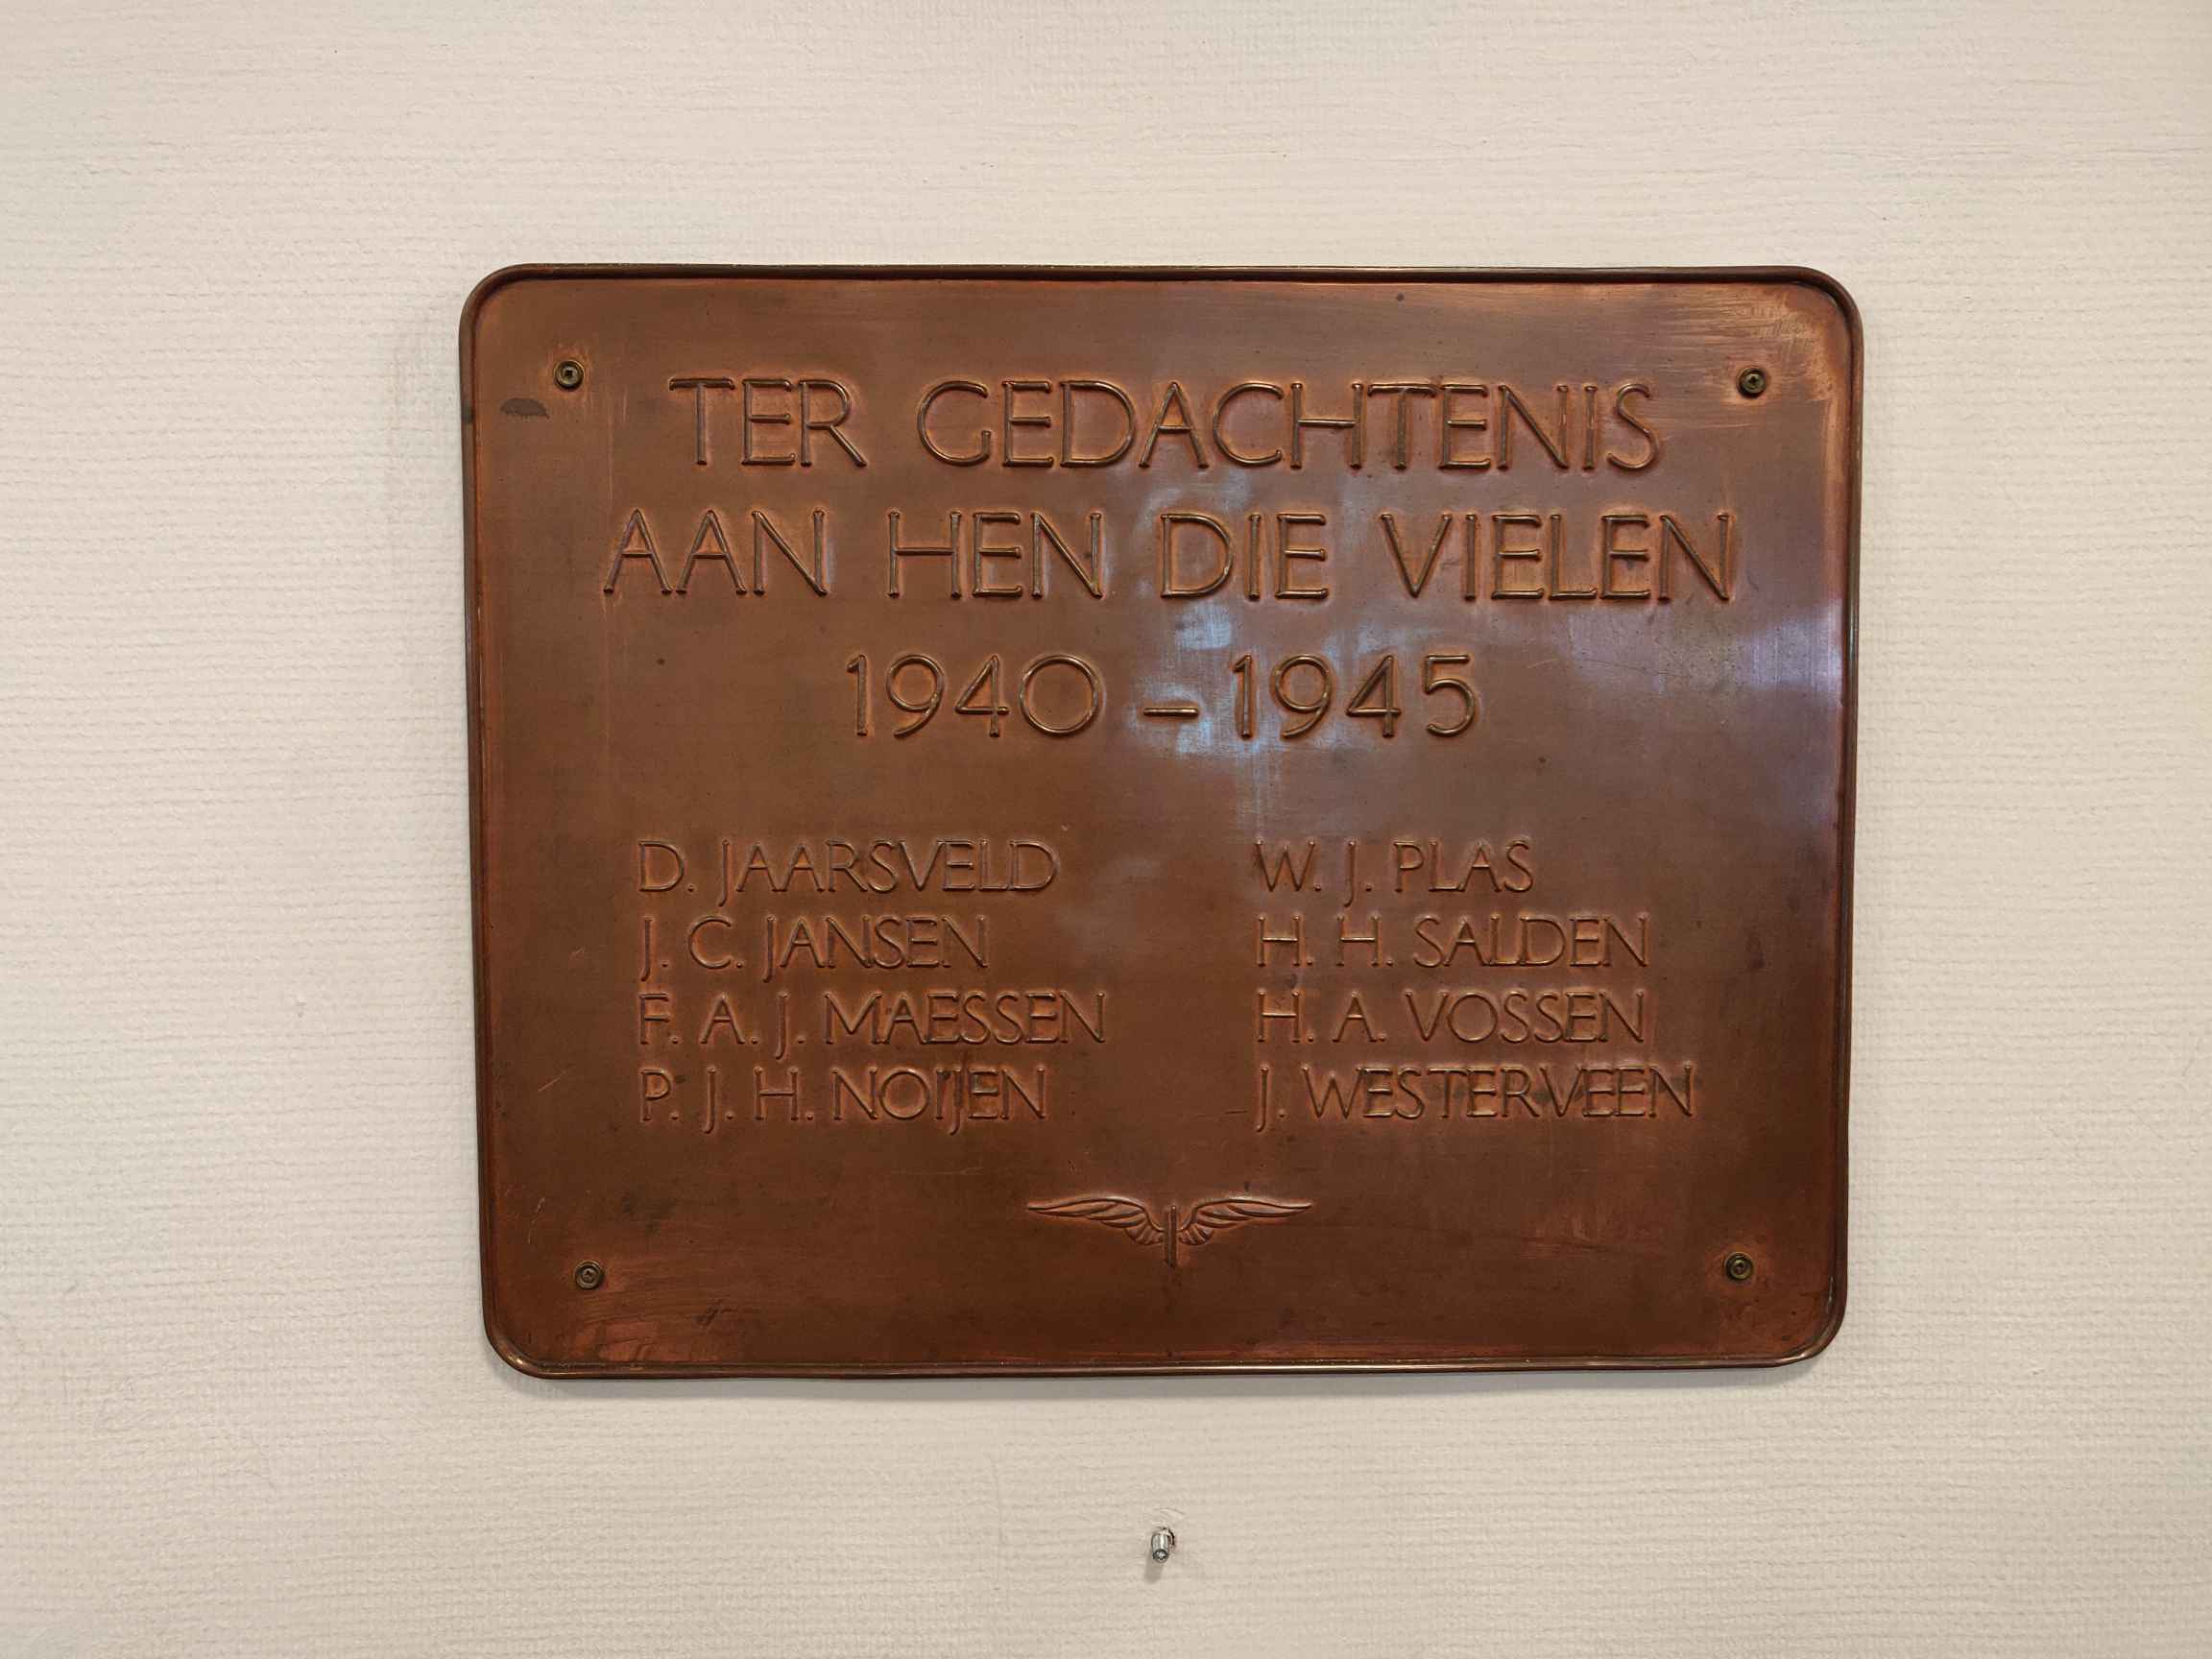 TER GEDACHTENIS
AAN HEN DIE VIELEN
1940 – 1945
D. JAARSVELD
J. C. JANSEN
F. A. J. MAESSEN
P. J. H. NOIJEN
W. J. PLAS
H. H. SALDEN
H. A. VOSSEN
J. WESTERVEEN